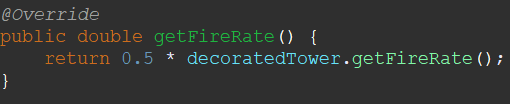 @Override
public double getFireRate() {
    return 0.5 * decoratedTower.getFireRate();
}